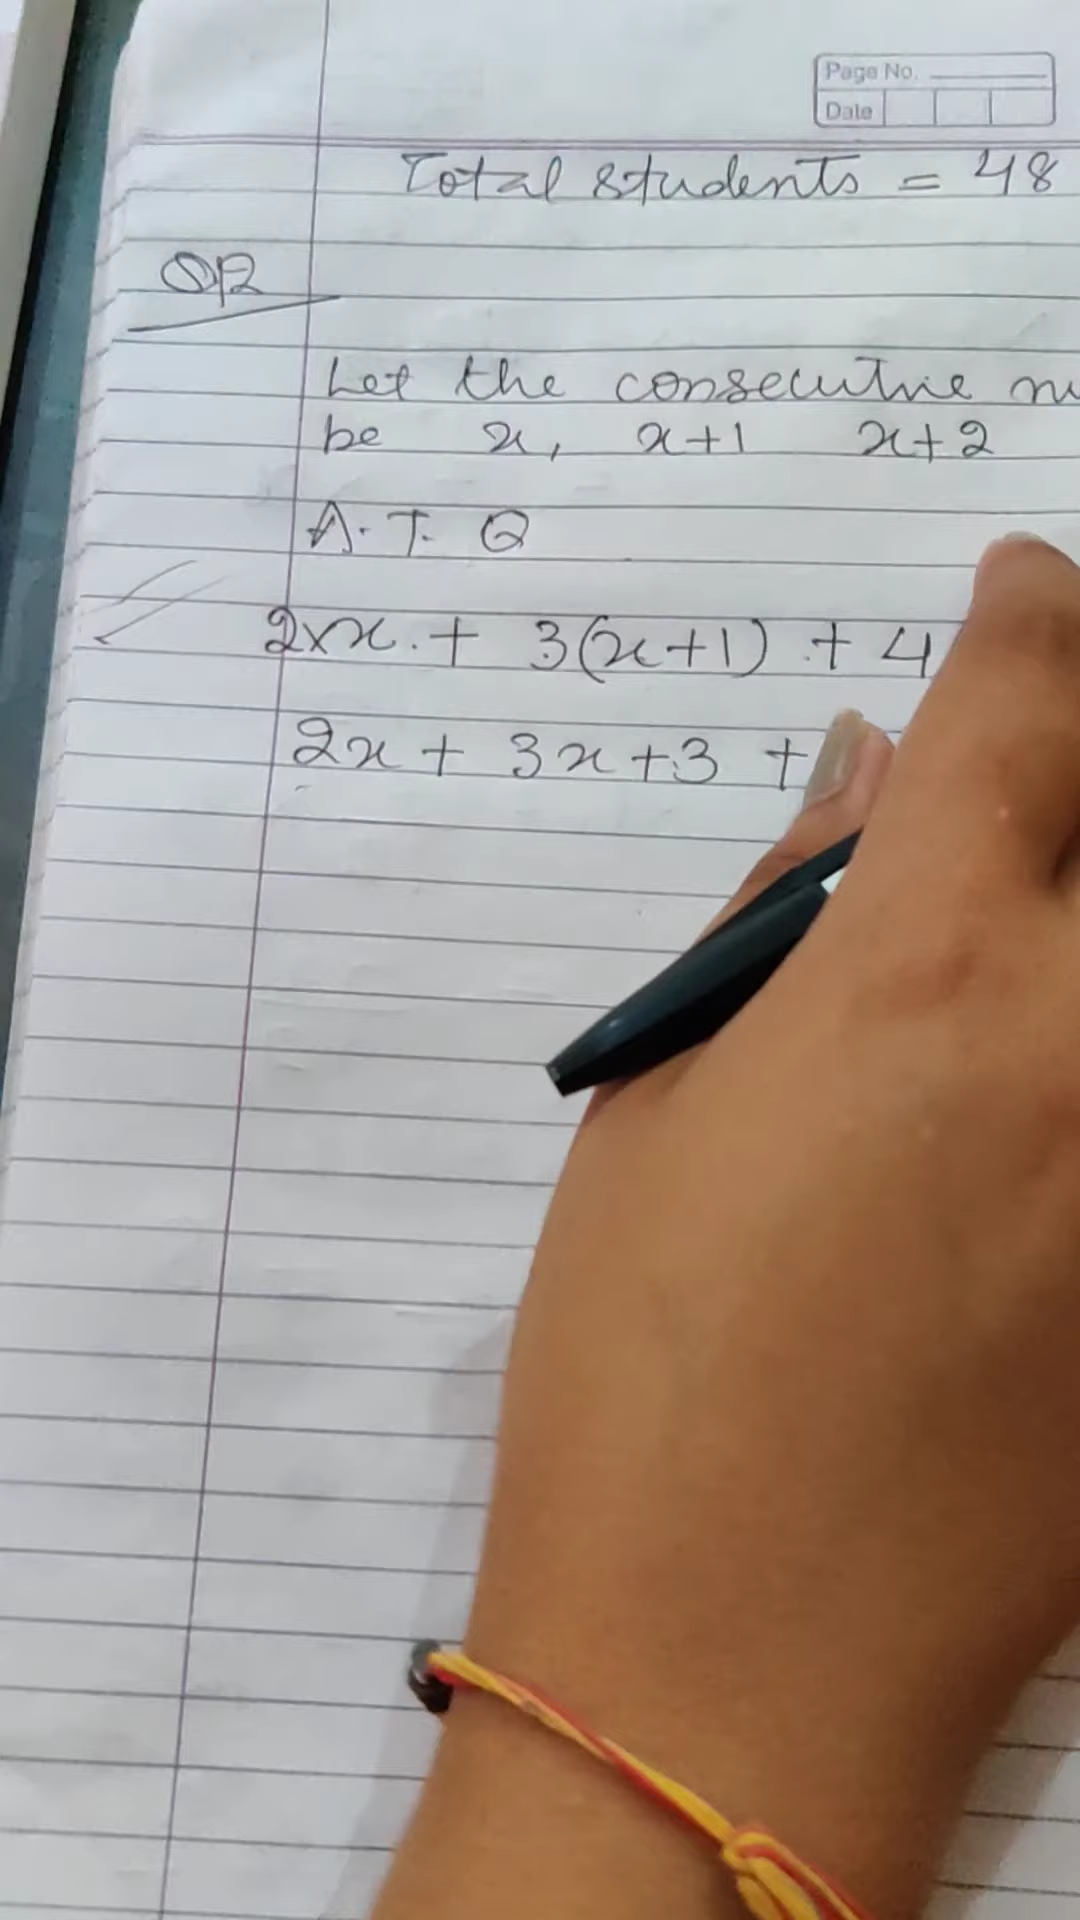 Page No.
Date
Total students = 48
Let the consecutive
be x, x+1 x+2
A. T. Q
2×x + 3(x+1) + 4
2x + 3x+3 +